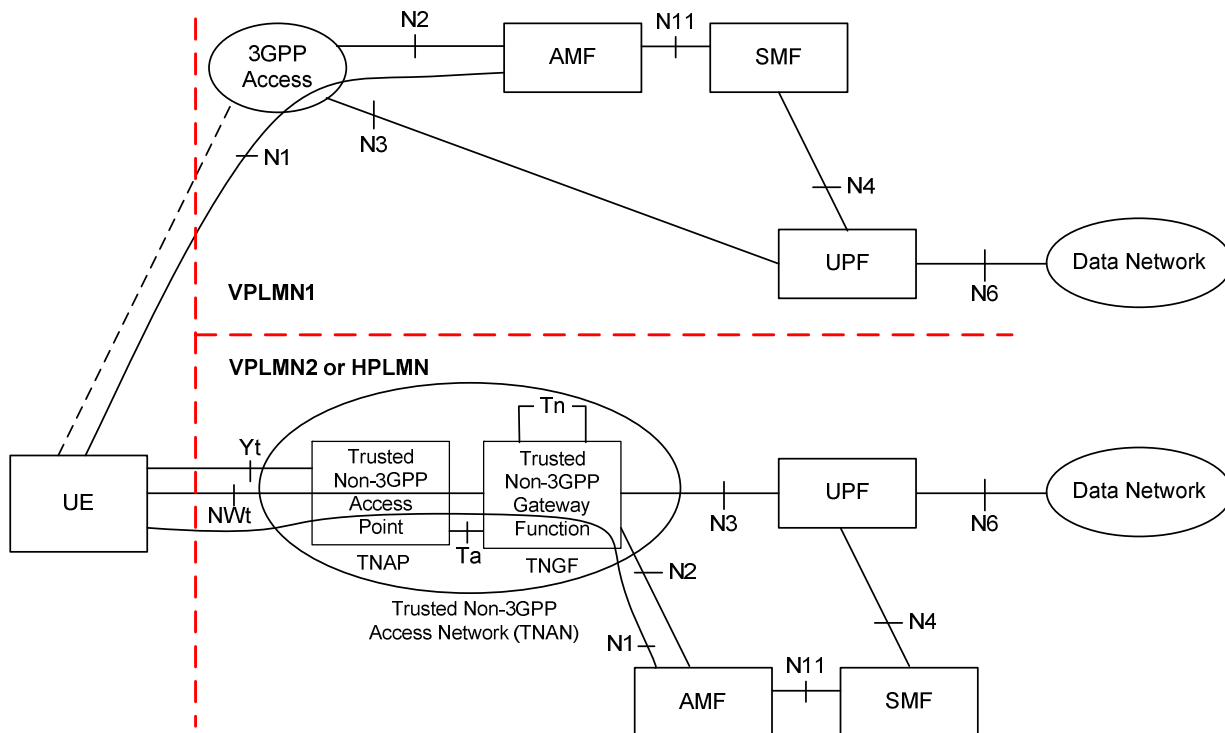 N2
N11
3GPP
Access
AMF
SMF
N1
N3
N4
UPF
N6
Data Network
VPLMN1
VPLMN2 or HPLMN
Tn
Yt
Trusted
Non-3GPP
Access
Point
Trusted
Non-3GPP
Gateway
Function
UE
NWt
Ta
TNAP
TNGF
UPF
N3
N6
Data Network
N2
Trusted Non-3GPP
Access Network (TNAN)
N1
N4
N11
AMF
SMF